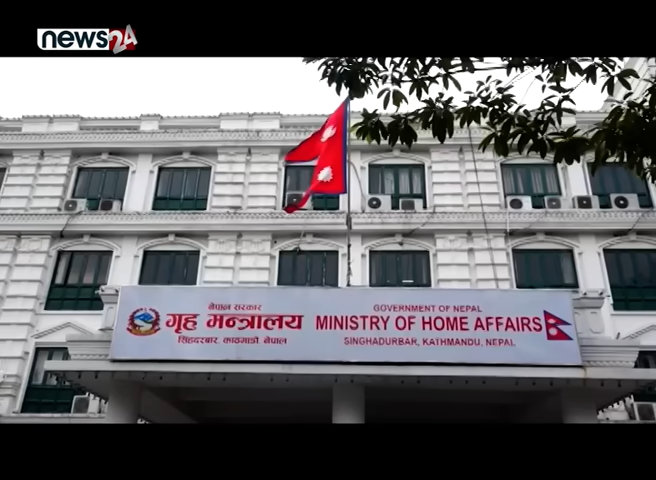 news24
नेपाल सरकार
गृह मन्त्रालय
सिंहदरबार, काठमाडौं, नेपाल
GOVERNMENT OF NEPAL
MINISTRY OF HOME AFFAIRS
SINGHADURBAR, KATHMANDU, NEPAL